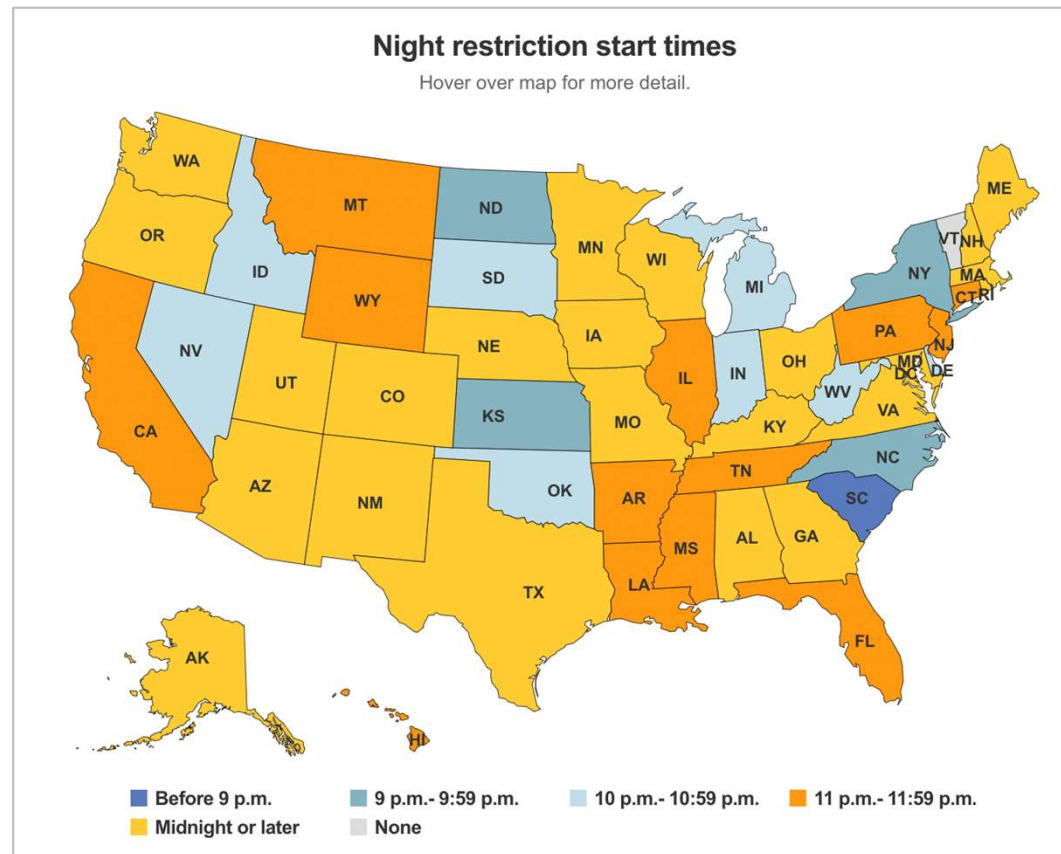 Night restriction start times
Hover over map for more detail.
WA
ME
MT
ND
VT
NH
OR
MN
ID
WI
NY
SD
MA
MI
CT
RI
WY
IA
PA
NJ
NE
NV
OH
IL
IN
MD
DE
UT
DC
CO
WV
KS
MO
VA
CA
KY
NC
TN
AZ
OK
NM
AR
SC
MS
AL
GA
LA
TX
FL
AK
HI
Before 9 p.m.
9 p.m.- 9:59 p.m.
10 p.m.- 10:59 p.m.
11 p.m.- 11:59 p.m.
Midnight or later
None